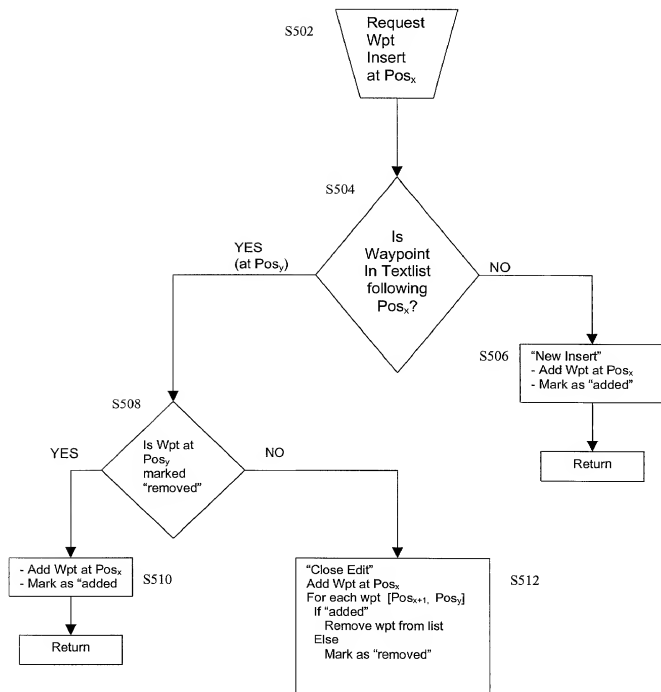 S502
Request
Wpt
Insert
at Posx
S504
Is
Waypoint
In Textlist
following
Posx?
YES
(at Posy)
NO
S506
"New Insert"
- Add Wpt at Posx
- Mark as "added"
Return
S508
Is Wpt at
Posy
marked
"removed"
YES
NO
- Add Wpt at Posx
- Mark as "added
S510
Return
"Close Edit"
Add Wpt at Posx
For each wpt [Posx+1, Posy]
If "added"
Remove wpt from list
Else
Mark as "removed"
S512